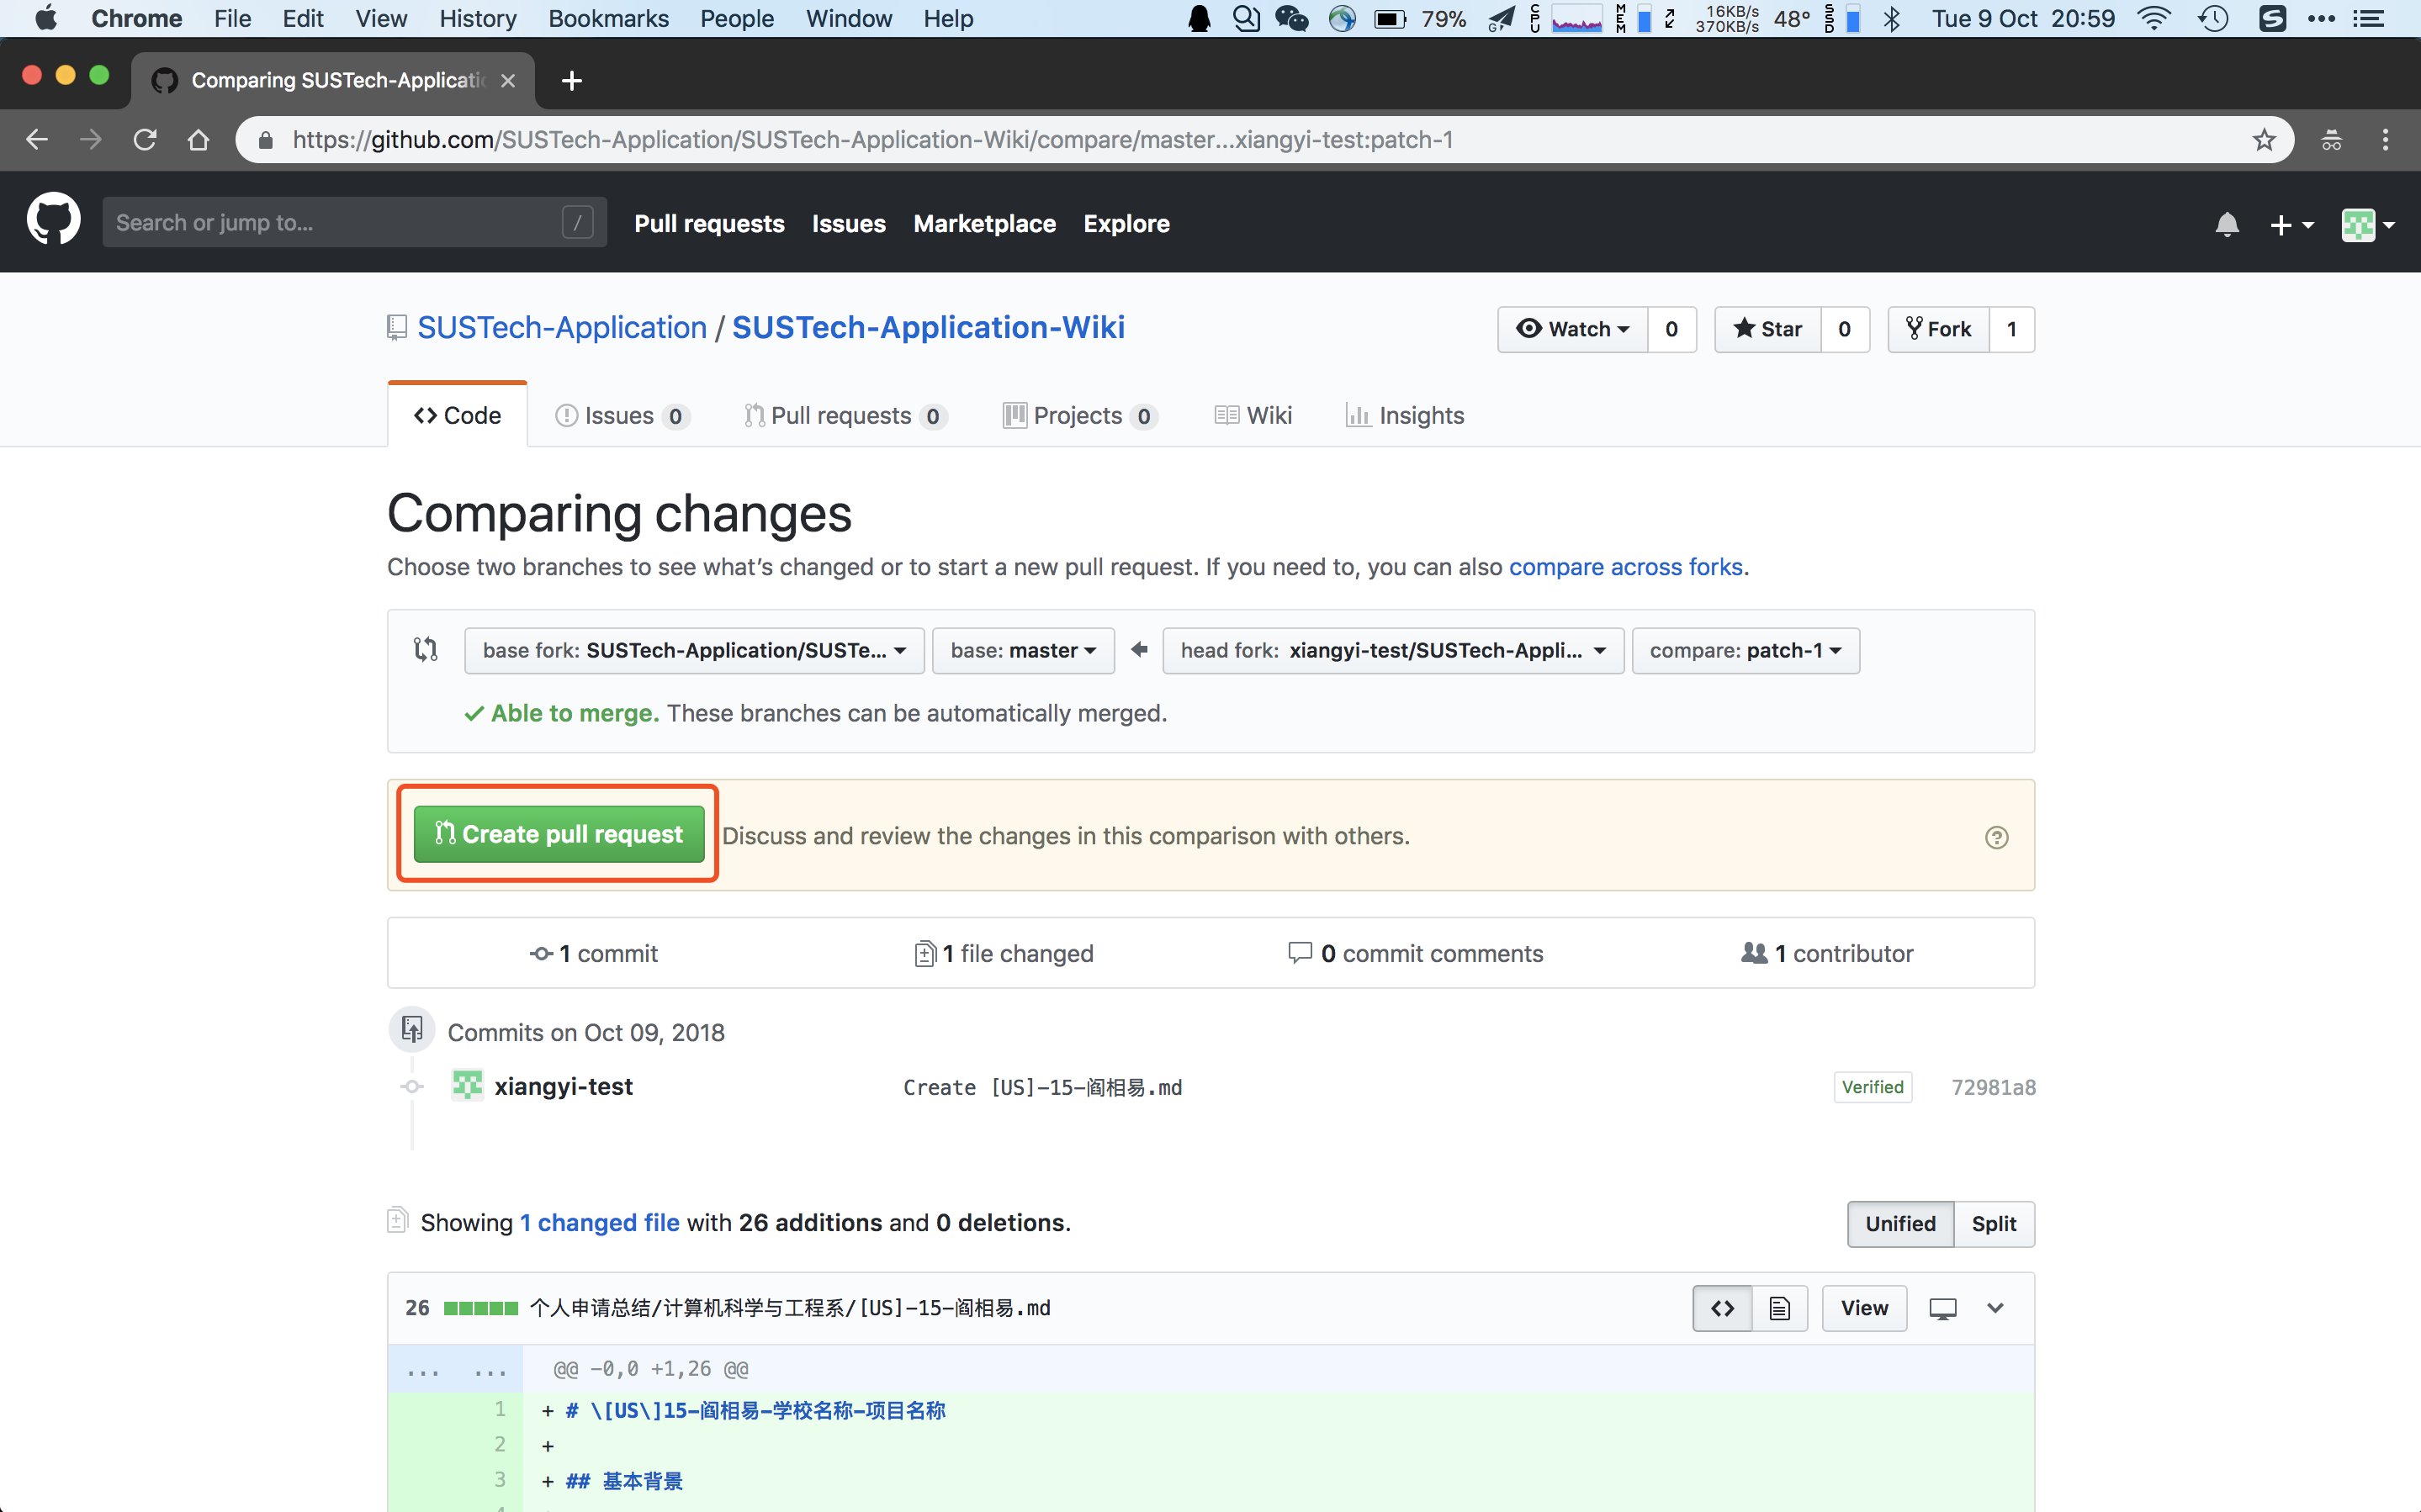 Chrome File Edit View History Bookmarks People Window Help 79% CPU MEM 16KB/s 370KB/s 48° SSD Tue 9 Oct 20:59
Comparing SUSTech-Applicati
https://github.com/SUSTech-Application/SUSTech-Application-Wiki/compare/master...xiangyi-test:patch-1
Search or jump to... / Pull requests Issues Marketplace Explore
SUSTech-Application / SUSTech-Application-Wiki Watch 0 Star 0 Fork 1
Code Issues 0 Pull requests 0 Projects 0 Wiki Insights
Comparing changes
Choose two branches to see what’s changed or to start a new pull request. If you need to, you can also compare across forks.
base fork: SUSTech-Application/SUSTe... base: master head fork: xiangyi-test/SUSTech-Appli... compare: patch-1
Able to merge. These branches can be automatically merged.
Create pull request Discuss and review the changes in this comparison with others.
1 commit 1 file changed 0 commit comments 1 contributor
Commits on Oct 09, 2018
xiangyi-test Create [US]-15-阎相易.md Verified 72981a8
Showing 1 changed file with 26 additions and 0 deletions. Unified Split
26 个人申请总结/计算机科学与工程系/[US]-15-阎相易.md View
... ... @@ -0,0 +1,26 @@
1 + # \[US\]15-阎相易-学校名称-项目名称
2 +
3 + ## 基本背景